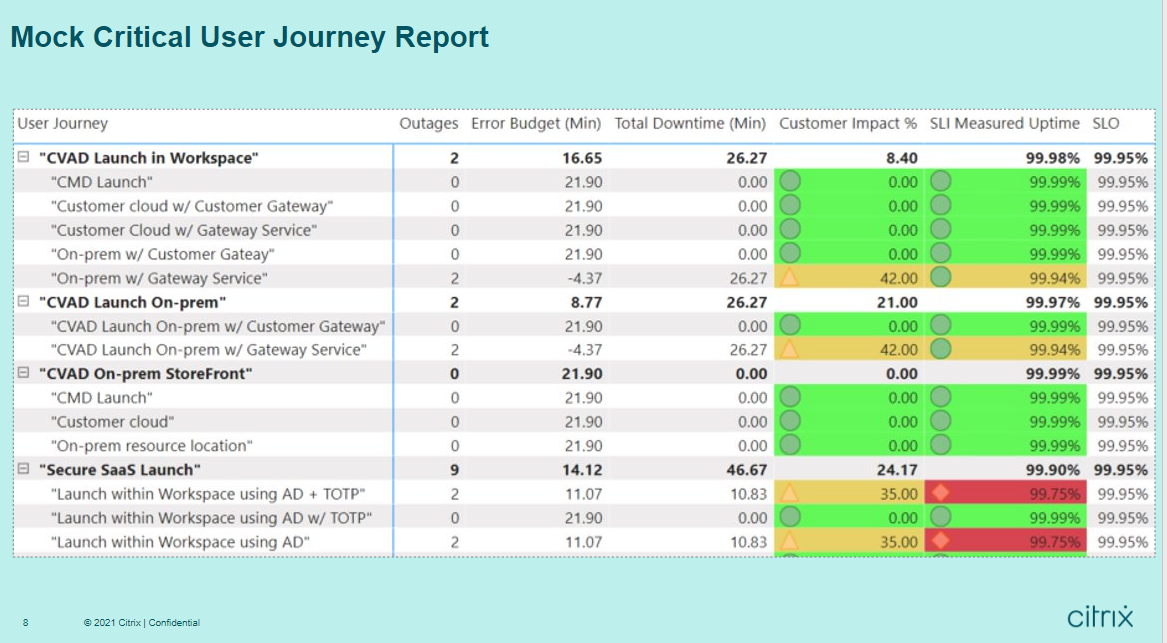 Mock Critical User Journey Report
User Journey Outages Error Budget (Min) Total Downtime (Min) Customer Impact % SLI Measured Uptime SLO
"CVAD Launch in Workspace" 2 16.65 26.27 8.40 99.98% 99.95%
"CMD Launch" 0 21.90 0.00 0.00 99.99% 99.95%
"Customer cloud w/ Customer Gateway" 0 21.90 0.00 0.00 99.99% 99.95%
"Customer Cloud w/ Gateway Service" 0 21.90 0.00 0.00 99.99% 99.95%
"On-prem w/ Customer Gateay" 0 21.90 0.00 0.00 99.99% 99.95%
"On-prem w/ Gateway Service" 2 -4.37 26.27 42.00 99.94% 99.95%
"CVAD Launch On-prem" 2 8.77 26.27 21.00 99.97% 99.95%
"CVAD Launch On-prem w/ Customer Gateway" 0 21.90 0.00 0.00 99.99% 99.95%
"CVAD Launch On-prem w/ Gateway Service" 2 -4.37 26.27 42.00 99.94% 99.95%
"CVAD On-prem StoreFront" 0 21.90 0.00 0.00 99.99% 99.95%
"CMD Launch" 0 21.90 0.00 0.00 99.99% 99.95%
"Customer cloud" 0 21.90 0.00 0.00 99.99% 99.95%
"On-prem resource location" 0 21.90 0.00 0.00 99.99% 99.95%
"Secure SaaS Launch" 9 14.12 46.67 24.17 99.90% 99.95%
"Launch within Workspace using AD + TOTP" 2 11.07 10.83 35.00 99.75% 99.95%
"Launch within Workspace using AD w/ TOTP" 0 21.90 0.00 0.00 99.99% 99.95%
"Launch within Workspace using AD" 2 11.07 10.83 35.00 99.75% 99.95%
8 © 2021 Citrix | Confidential
citrix